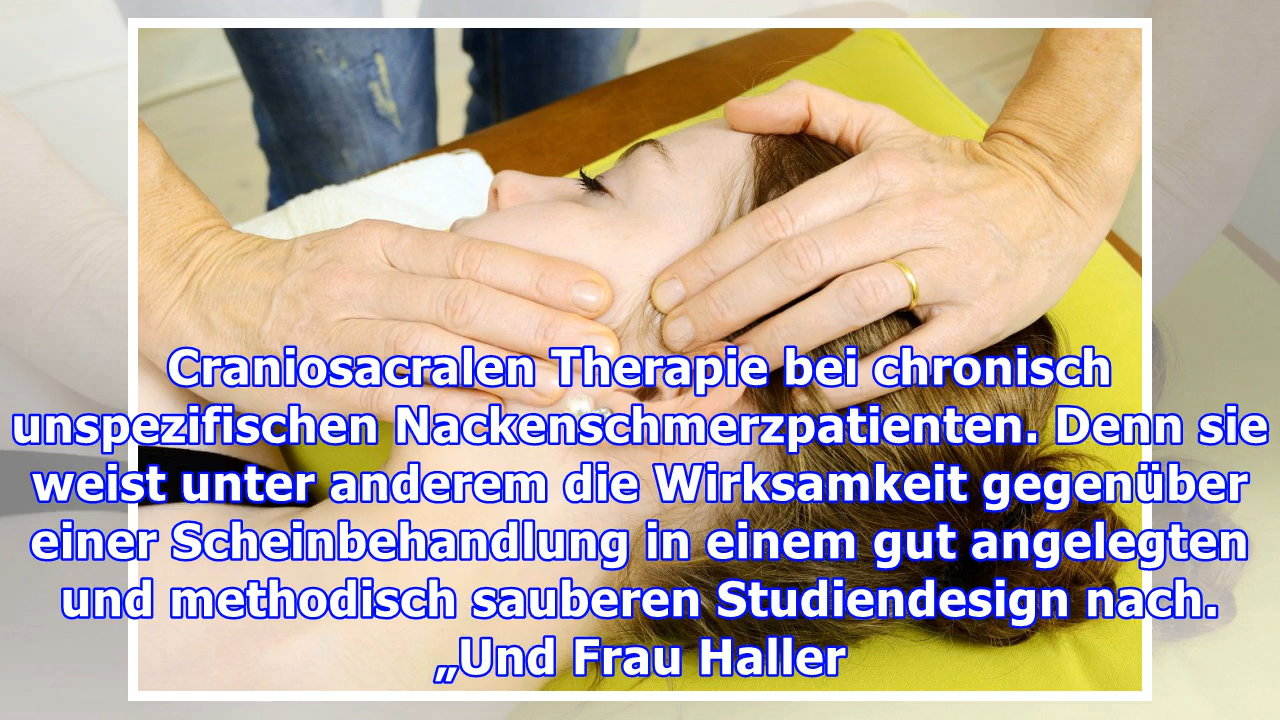 Craniosacralen Therapie bei chronisch
unspezifischen Nackenschmerzpatienten. Denn sie
weist unter anderem die Wirksamkeit gegenüber
einer Scheinbehandlung in einem gut angelegten
und methodisch sauberen Studiendesign nach.
„Und Frau Haller